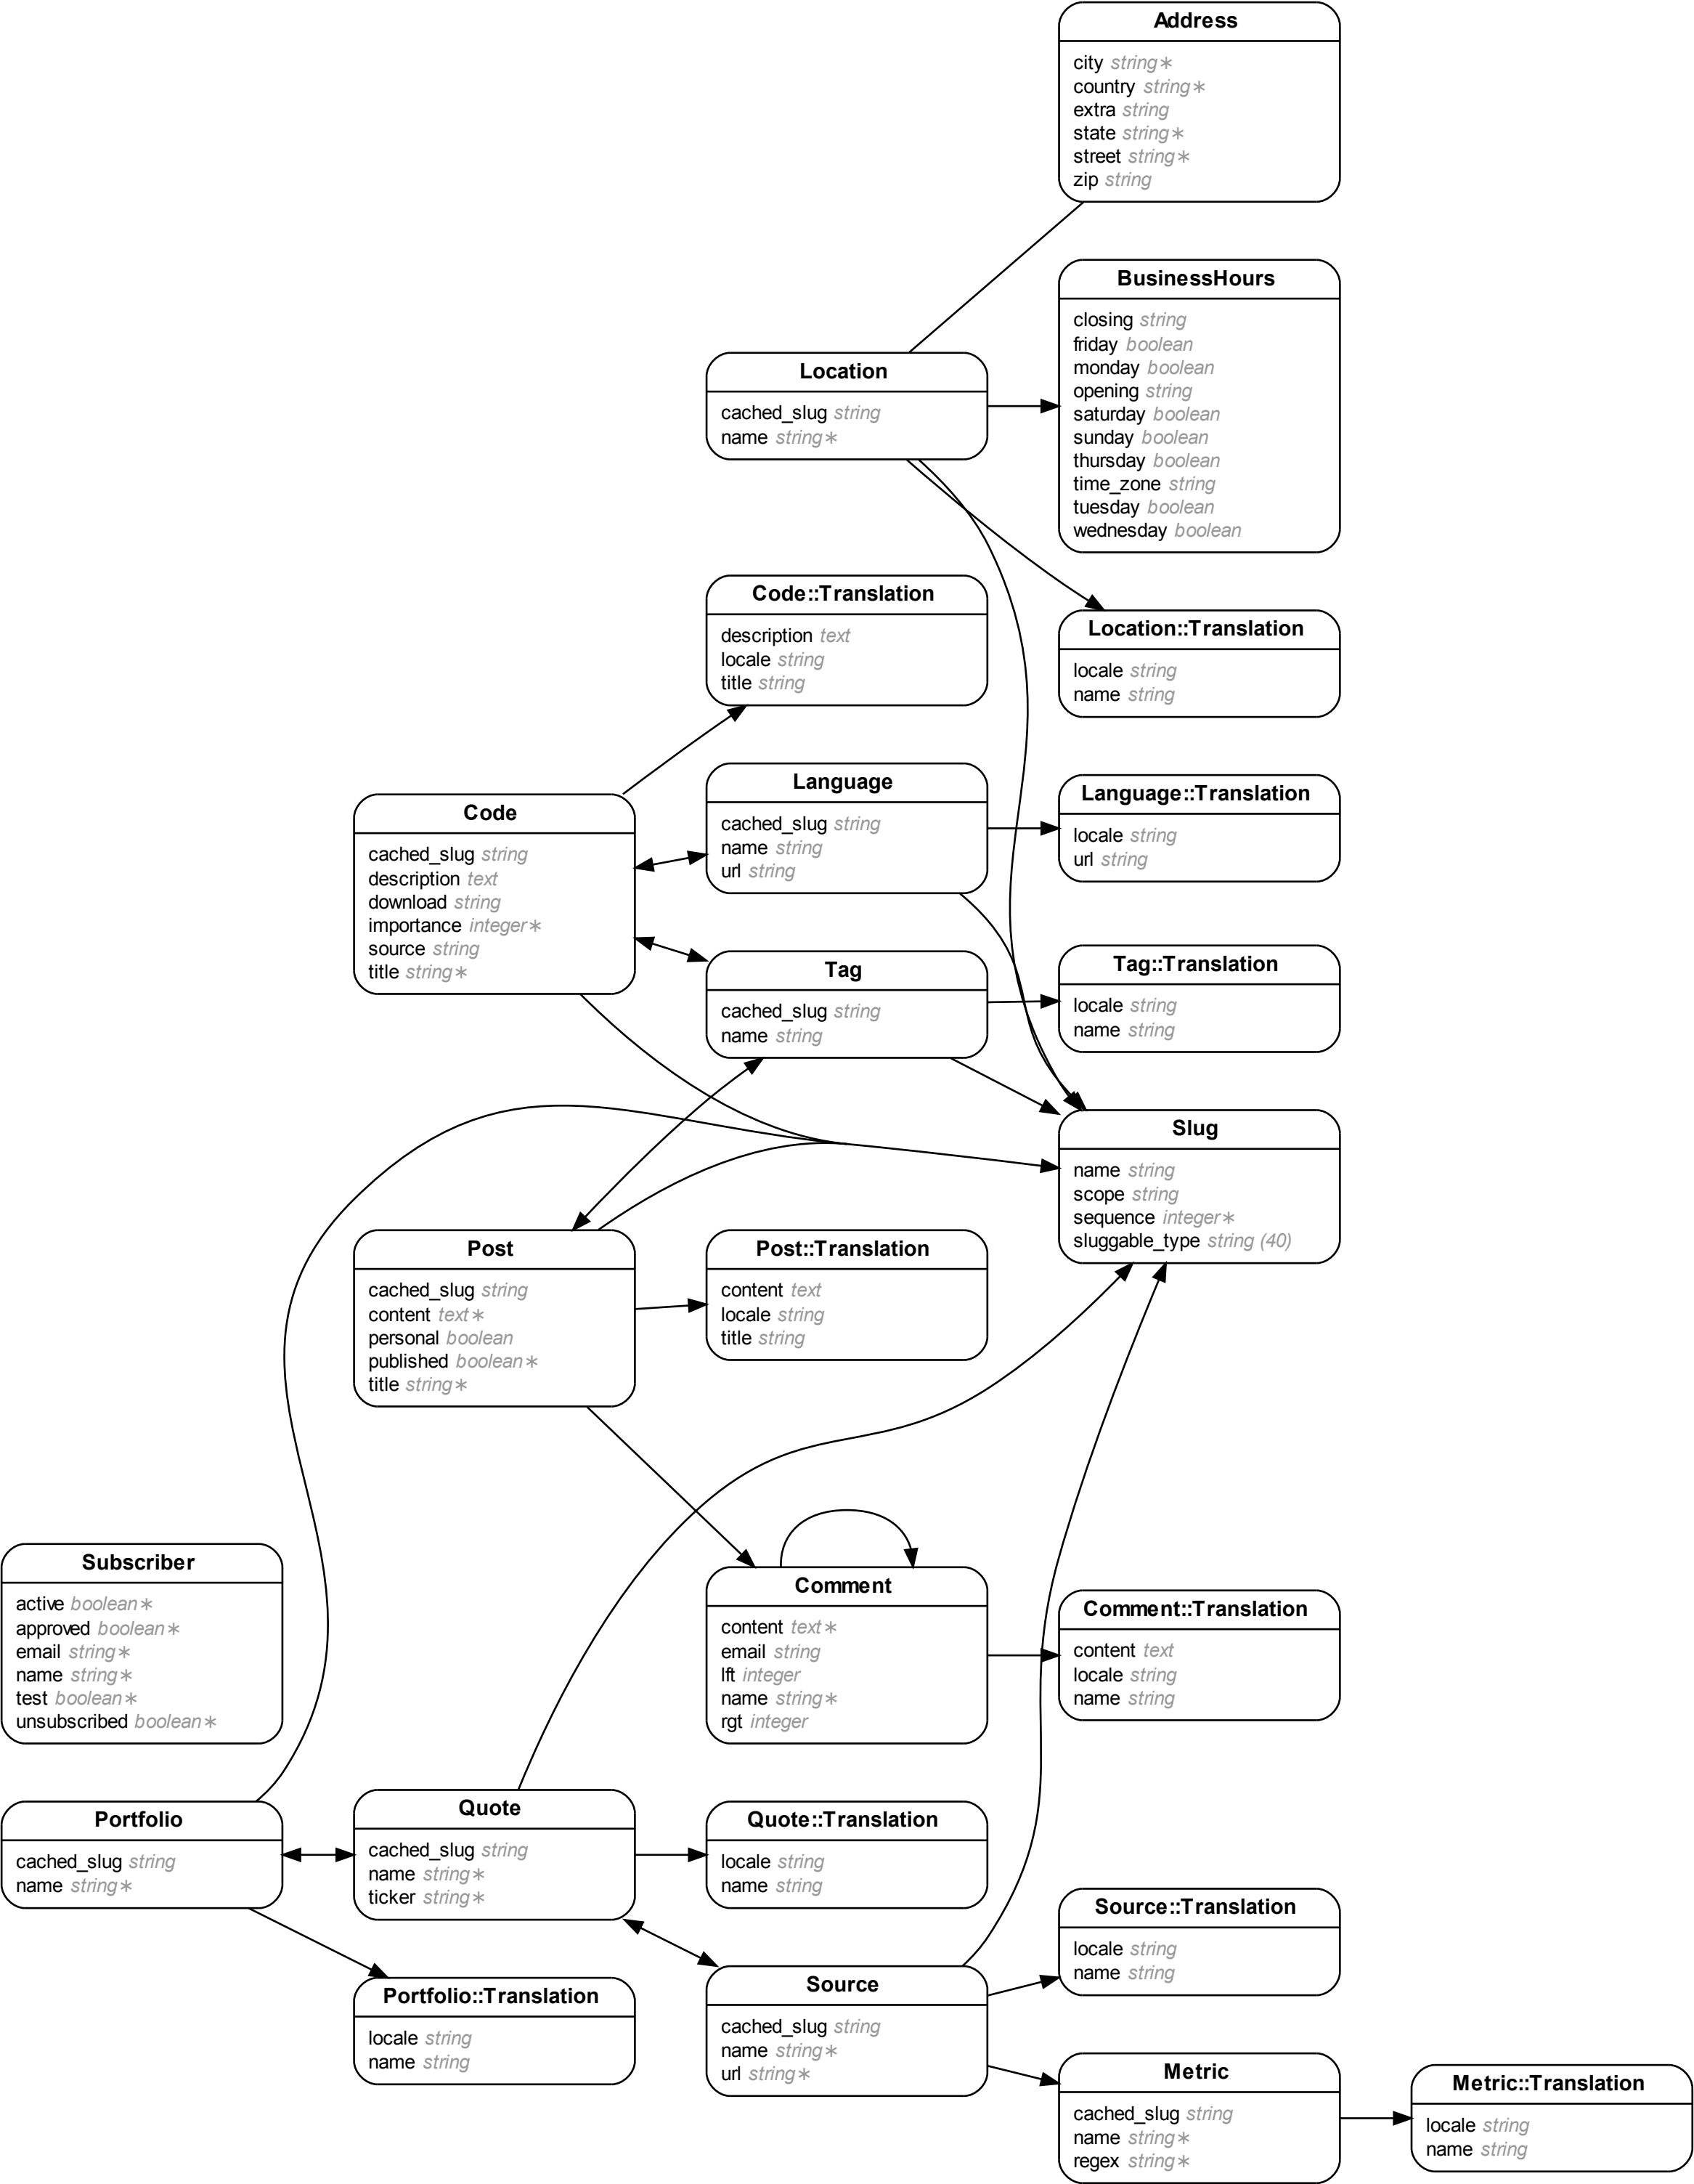 Address
city string∗
country string∗
extra string
state string∗
street string∗
zip string
BusinessHours
closing string
friday boolean
monday boolean
opening string
saturday boolean
sunday boolean
thursday boolean
time_zone string
tuesday boolean
wednesday boolean
Location
cached_slug string
name string∗
Code::Translation
description text
locale string
title string
Location::Translation
locale string
name string
Language
cached_slug string
name string
url string
Language::Translation
locale string
url string
Code
cached_slug string
description text
download string
importance integer∗
source string
title string∗
Tag
cached_slug string
name string
Tag::Translation
locale string
name string
Slug
name string
scope string
sequence integer∗
sluggable_type string (40)
Post
cached_slug string
content text∗
personal boolean
published boolean∗
title string∗
Post::Translation
content text
locale string
title string
Subscriber
active boolean∗
approved boolean∗
email string∗
name string∗
test boolean∗
unsubscribed boolean∗
Comment
content text∗
email string
lft integer
name string∗
rgt integer
Comment::Translation
content text
locale string
name string
Portfolio
cached_slug string
name string∗
Quote
cached_slug string
name string∗
ticker string∗
Quote::Translation
locale string
name string
Source::Translation
locale string
name string
Portfolio::Translation
locale string
name string
Source
cached_slug string
name string∗
url string∗
Metric
cached_slug string
name string∗
regex string∗
Metric::Translation
locale string
name string